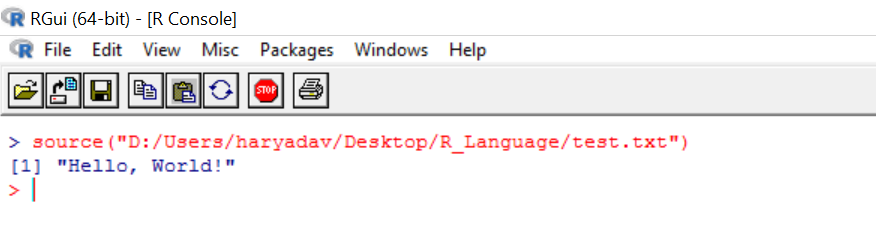 RGui (64-bit) - [R Console]
File Edit View Misc Packages Windows Help
STOP
> source("D:/Users/haryadav/Desktop/R_Language/test.txt")
[1] "Hello, World!"
>